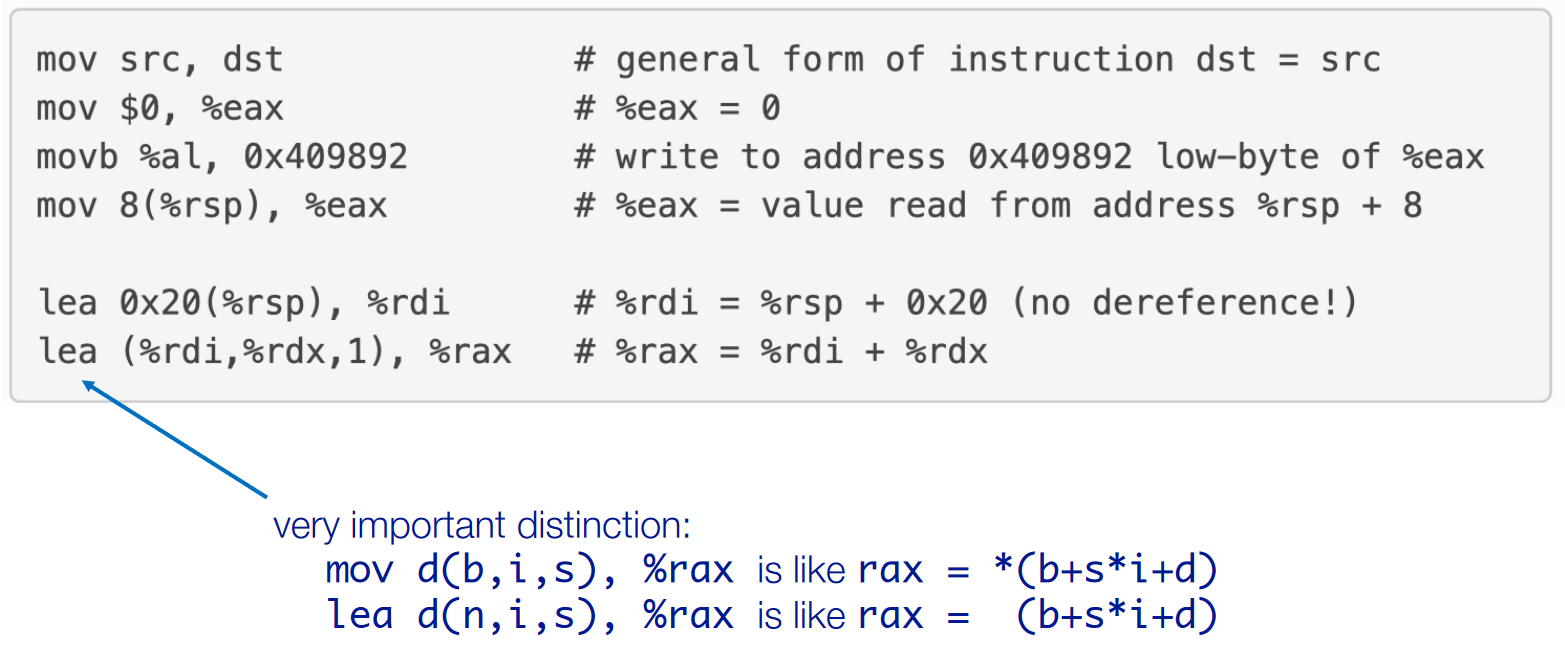 mov src, dst # general form of instruction dst = src
mov $0, %eax # %eax = 0
movb %al, 0x409892 # write to address 0x409892 low-byte of %eax
mov 8(%rsp), %eax # %eax = value read from address %rsp + 8
lea 0x20(%rsp), %rdi # %rdi = %rsp + 0x20 (no dereference!)
lea (%rdi,%rdx,1), %rax # %rax = %rdi + %rdx
very important distinction:
mov d(b,i,s), %rax is like rax = *(b+s*i+d)
lea d(n,i,s), %rax is like rax = (b+s*i+d)